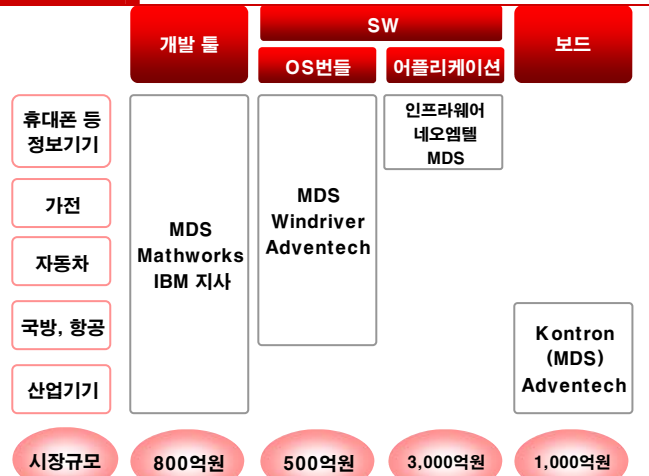 개발 툴
SW
보드
OS번들
어플리케이션
휴대폰 등
정보기기
가전
자동차
국방, 항공
산업기기
MDS
Mathworks
IBM 지사
MDS
Windriver
Adventech
인프라웨어
네오엠텔
MDS
Kontron
(MDS)
Adventech
시장규모
800억원
500억원
3,000억원
1,000억원